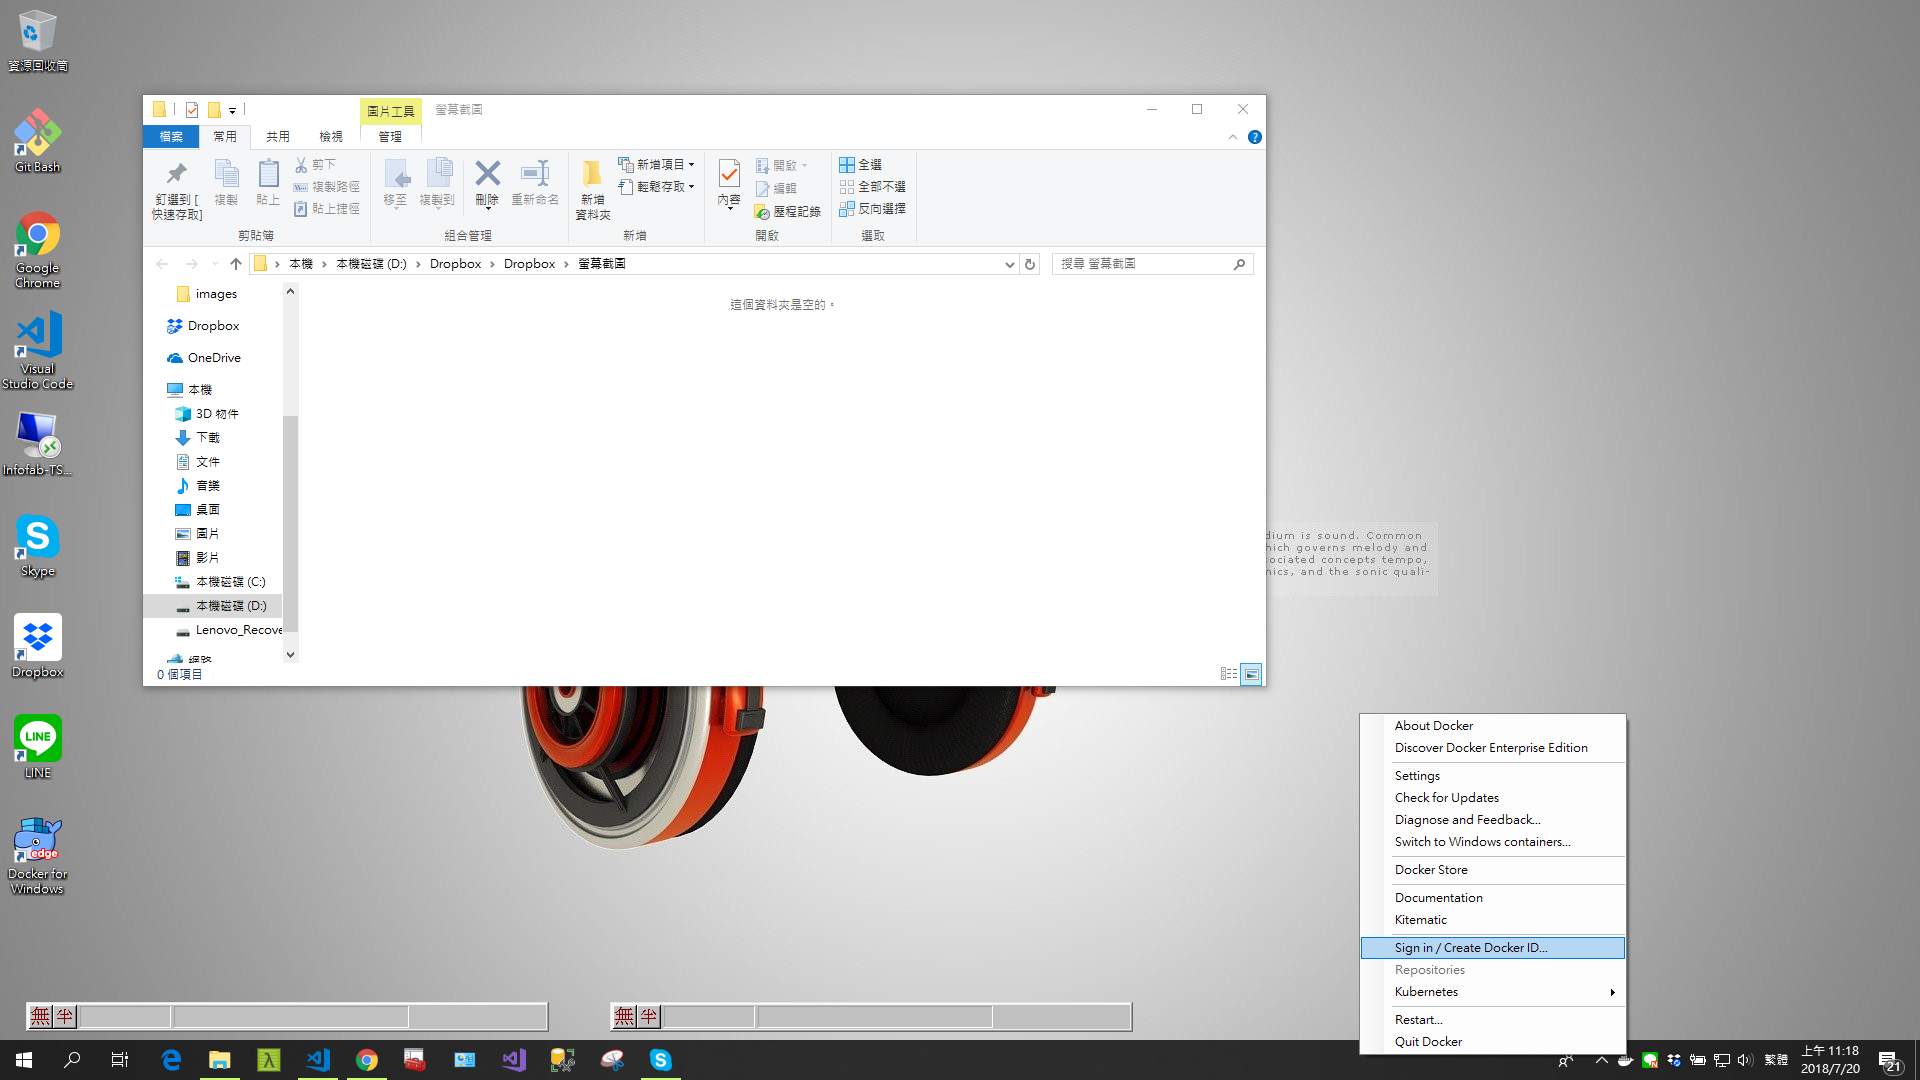 資源回收筒
Git Bash
Google
Chrome
Visual
Studio Code
Infofab-TS...
Skype
Dropbox
LINE
edge
Docker for
Windows
圖片工具
螢幕截圖
檔案
常用
共用
檢視
管理
釘選到 [
快速存取]
複製
貼上
剪下
複製路徑
貼上捷徑
剪貼簿
移至
複製到
刪除
重新命名
組合管理
新增
資料夾
新增項目
輕鬆存取
新增
內容
開啟
編輯
歷程記錄
開啟
全選
全部不選
反向選擇
選取
本機 › 本機磁碟 (D:) › Dropbox › Dropbox › 螢幕截圖
搜尋 螢幕截圖
images
Dropbox
OneDrive
本機
3D 物件
下載
文件
音樂
桌面
圖片
影片
本機磁碟 (C:)
本機磁碟 (D:)
Lenovo_Recove
網路
這個資料夾是空的。
0 個項目
dium is sound. Common
hich governs melody and
sociated concepts tempo,
nics, and the sonic quali-
About Docker
Discover Docker Enterprise Edition
Settings
Check for Updates
Diagnose and Feedback...
Switch to Windows containers...
Docker Store
Documentation
Kitematic
Sign in / Create Docker ID...
Repositories
Kubernetes
Restart...
Quit Docker
無 半
無 半
繁體
上午 11:18
2018/7/20
21